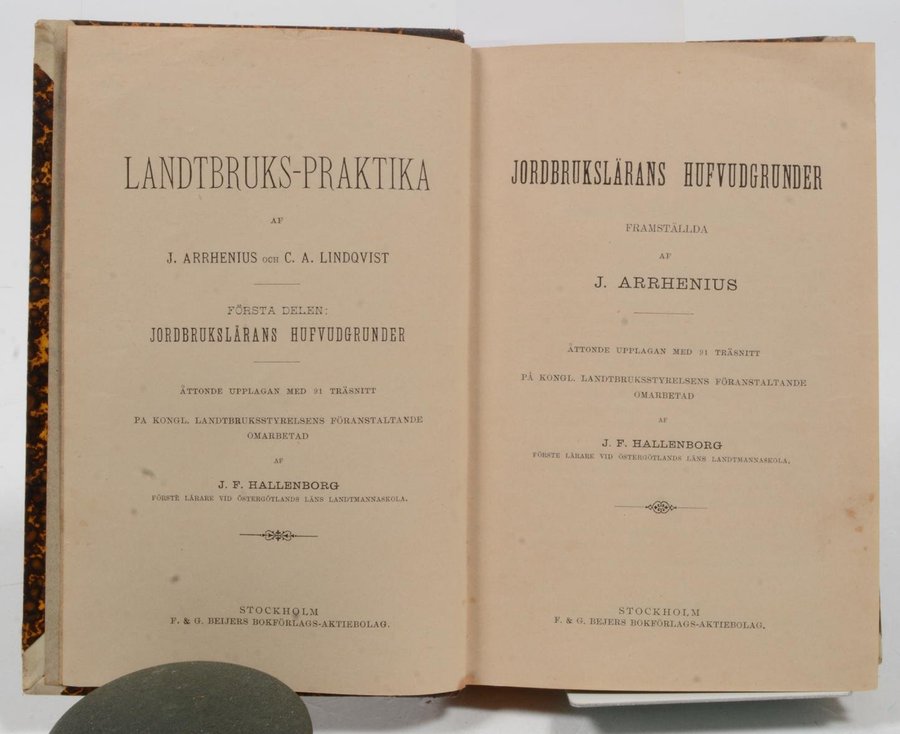 LANDTBRUKS-PRAKTIKA
AF
J. ARRHENIUS OCH C. A. LINDQVIST
FÖRSTA DELEN:
JORDBRUKSLÄRANS HUFVUDGRUNDER
ÅTTONDE UPPLAGAN MED 91 TRÄSNITT
PÅ KONGL. LANDTBRUKSSTYRELSENS FÖRANSTALTANDE
OMARBETAD
AF
J. F. HALLENBORG
FÖRSTE LÄRARE VID ÖSTERGÖTLANDS LÄNS LANDTMANNASKOLA.
STOCKHOLM
F. & G. BEIJERS BOKFÖRLAGS-AKTIEBOLAG.
JORDBRUKSLÄRANS HUFVUDGRUNDER
FRAMSTÄLLDA
AF
J. ARRHENIUS
ÅTTONDE UPPLAGAN MED 91 TRÄSNITT
PÅ KONGL. LANDTBRUKSSTYRELSENS FÖRANSTALTANDE
OMARBETAD
AF
J. F. HALLENBORG
FÖRSTE LÄRARE VID ÖSTERGÖTLANDS LÄNS LANDTMANNASKOLA.
STOCKHOLM
F. & G. BEIJERS BOKFÖRLAGS-AKTIEBOLAG.